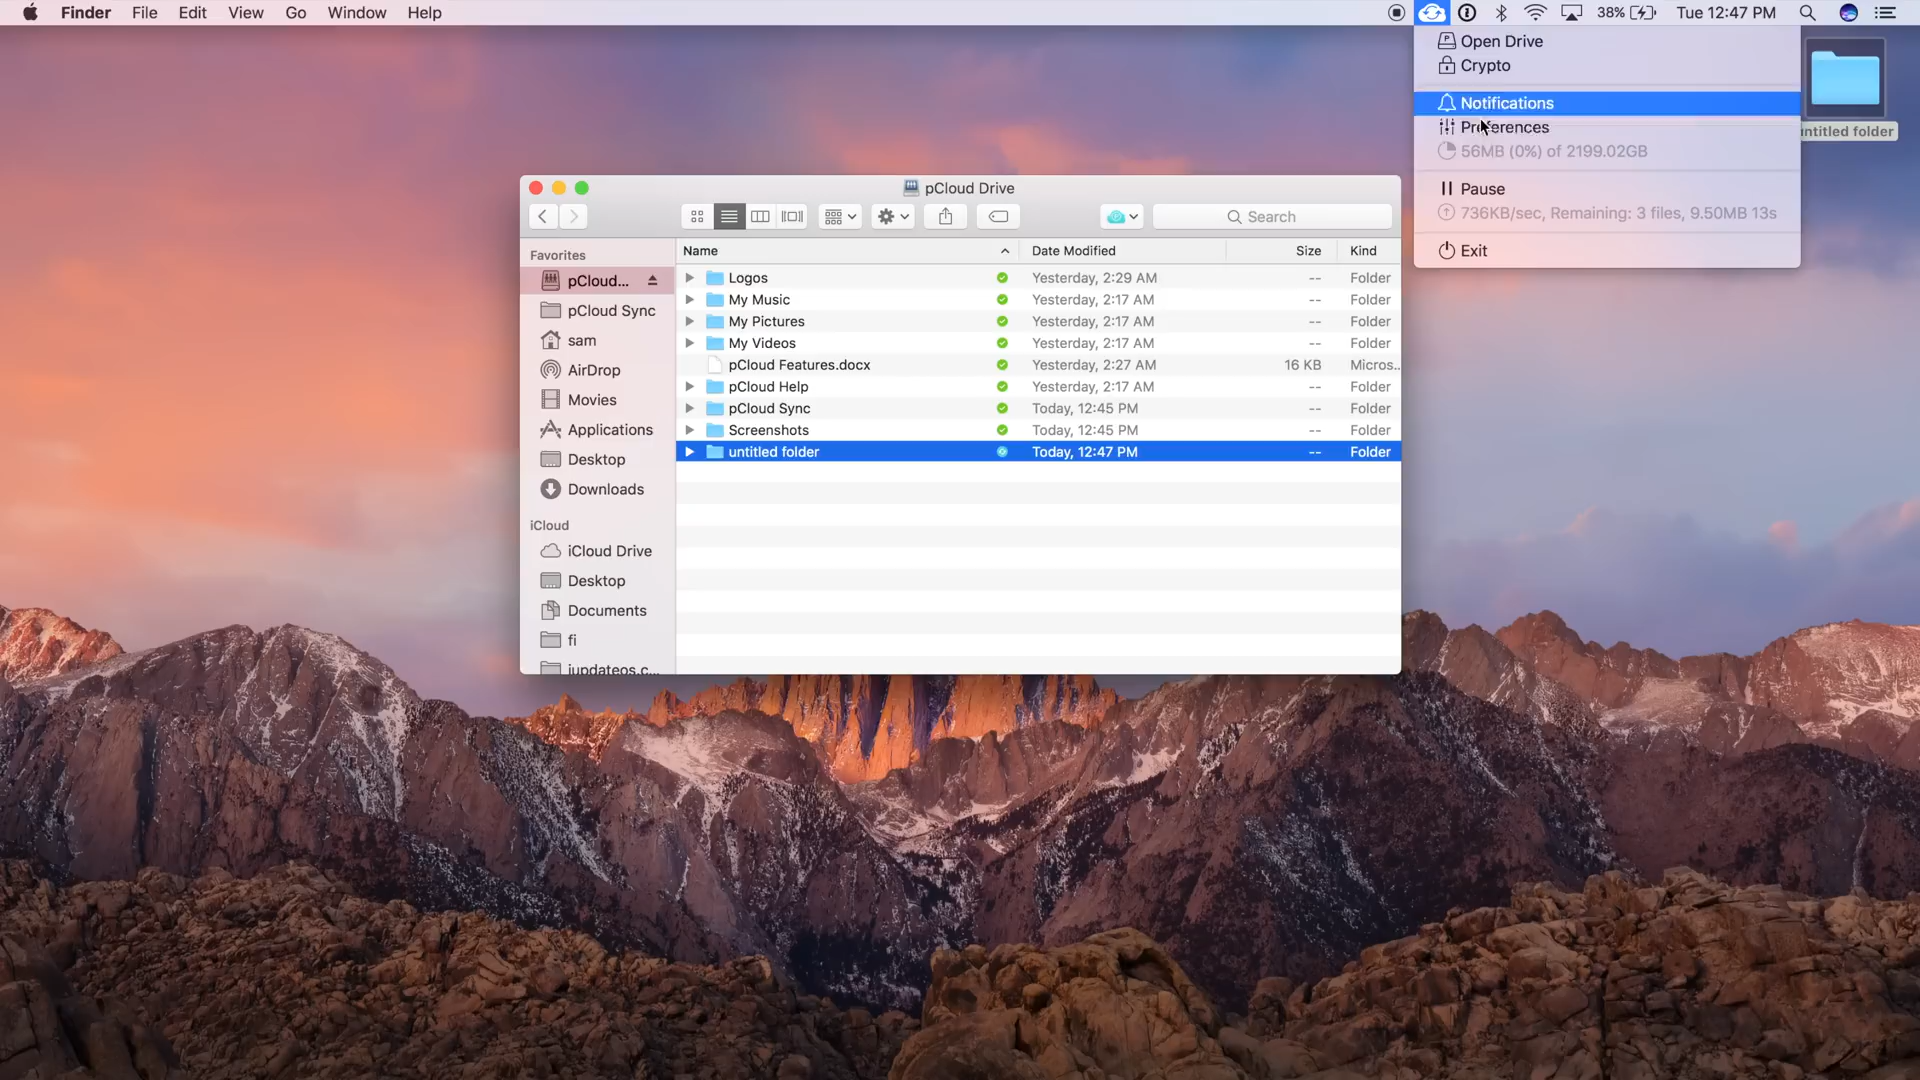 Finder File Edit View Go Window Help 38% Tue 12:47 PM
Open Drive
Crypto
Notifications
Preferences
56MB (0%) of 2199.02GB
Pause
736KB/sec, Remaining: 3 files, 9.50MB 13s
Exit
untitled folder
pCloud Drive
Search
Favorites
pCloud...
pCloud Sync
sam
AirDrop
Movies
Applications
Desktop
Downloads
iCloud
iCloud Drive
Desktop
Documents
fi
iupdateos.c...
Name Date Modified Size Kind
Logos Yesterday, 2:29 AM -- Folder
My Music Yesterday, 2:17 AM -- Folder
My Pictures Yesterday, 2:17 AM -- Folder
My Videos Yesterday, 2:17 AM -- Folder
pCloud Features.docx Yesterday, 2:27 AM 16 KB Micros...
pCloud Help Yesterday, 2:17 AM -- Folder
pCloud Sync Today, 12:45 PM -- Folder
Screenshots Today, 12:45 PM -- Folder
untitled folder Today, 12:47 PM -- Folder